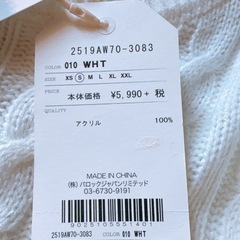 2519AW70-3083
COLOR 010 WHT
SIZE XS S M L XL XXL
PRICE 本体価格 ¥5,990+税
QUALITY
アクリル 100%
MADE IN CHINA
(株) バロックジャパンリミテッド
03-6730-9191
9025105551401
2519AW70-3083 COLOR 010 WHT